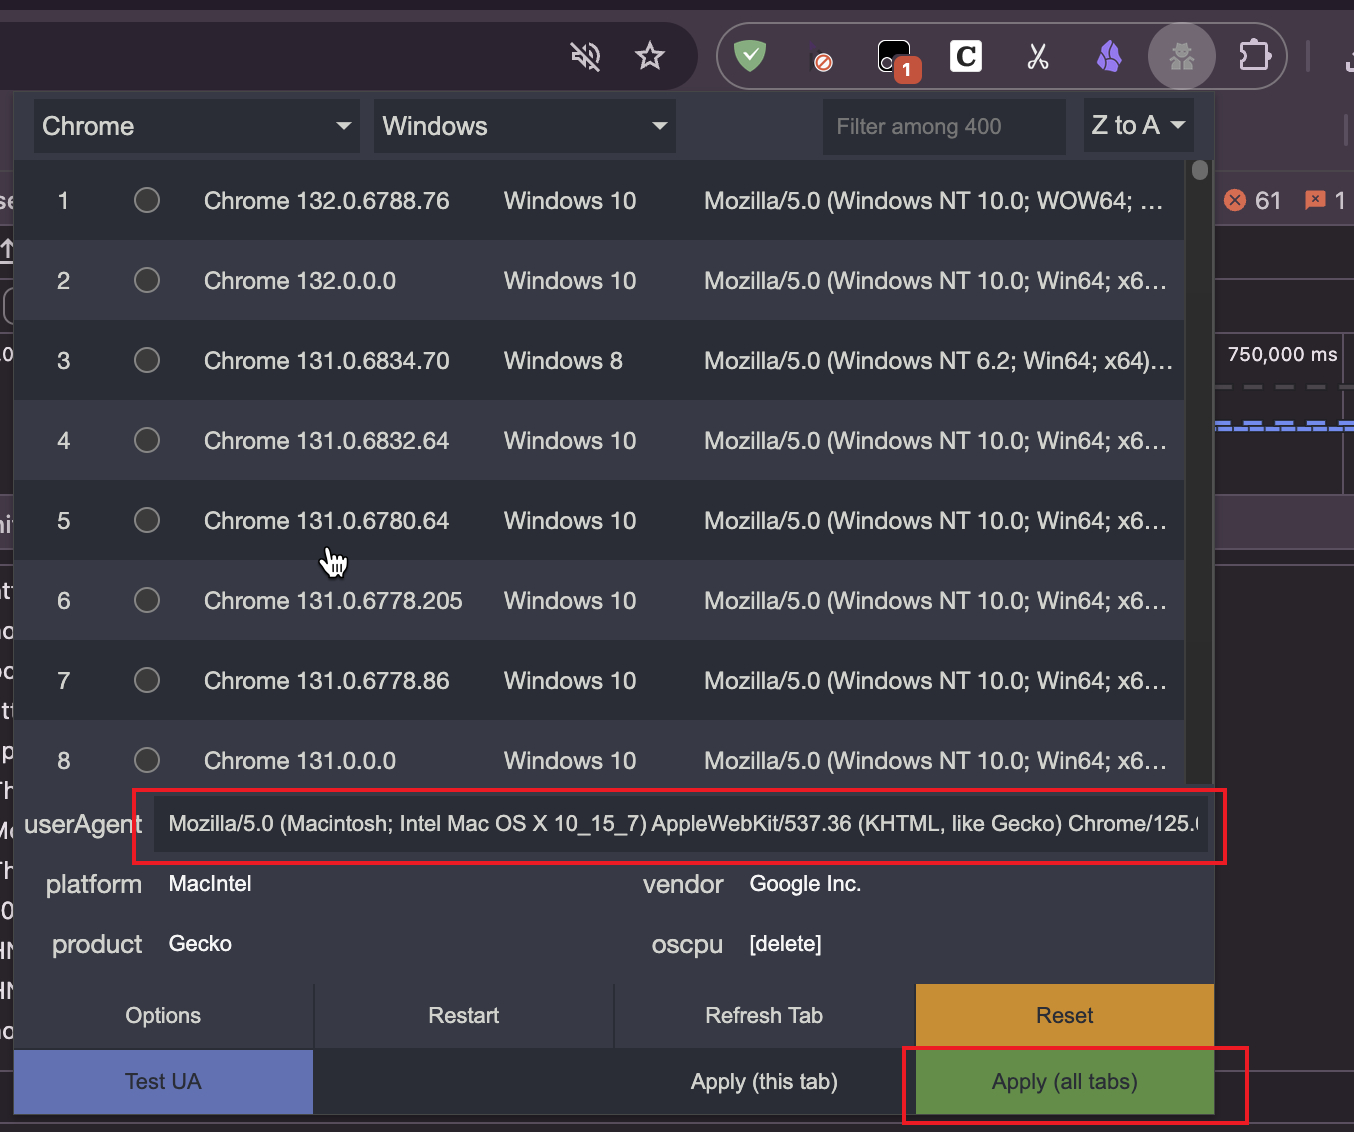 1
C
Chrome Windows Filter among 400 Z to A
1 Chrome 132.0.6788.76 Windows 10 Mozilla/5.0 (Windows NT 10.0; WOW64; ...
61 1
2 Chrome 132.0.0.0 Windows 10 Mozilla/5.0 (Windows NT 10.0; Win64; x6...
3 Chrome 131.0.6834.70 Windows 8 Mozilla/5.0 (Windows NT 6.2; Win64; x64)...
750,000 ms
4 Chrome 131.0.6832.64 Windows 10 Mozilla/5.0 (Windows NT 10.0; Win64; x6...
5 Chrome 131.0.6780.64 Windows 10 Mozilla/5.0 (Windows NT 10.0; Win64; x6...
6 Chrome 131.0.6778.205 Windows 10 Mozilla/5.0 (Windows NT 10.0; Win64; x6...
7 Chrome 131.0.6778.86 Windows 10 Mozilla/5.0 (Windows NT 10.0; Win64; x6...
8 Chrome 131.0.0.0 Windows 10 Mozilla/5.0 (Windows NT 10.0; Win64; x6...
userAgent Mozilla/5.0 (Macintosh; Intel Mac OS X 10_15_7) AppleWebKit/537.36 (KHTML, like Gecko) Chrome/125.
platform MacIntel vendor Google Inc.
product Gecko oscpu [delete]
Options Restart Refresh Tab Reset
Test UA Apply (this tab) Apply (all tabs)